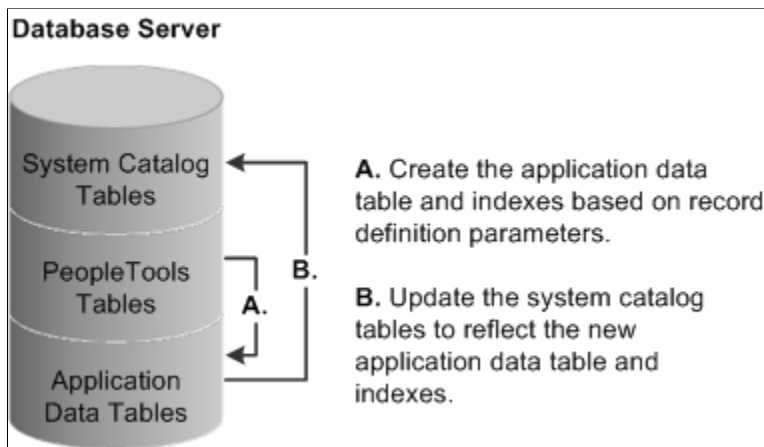 Database Server
System Catalog
Tables
PeopleTools
Tables
Application
Data Tables
A.
B.
A. Create the application data
table and indexes based on record
definition parameters.
B. Update the system catalog
tables to reflect the new
application data table and
indexes.